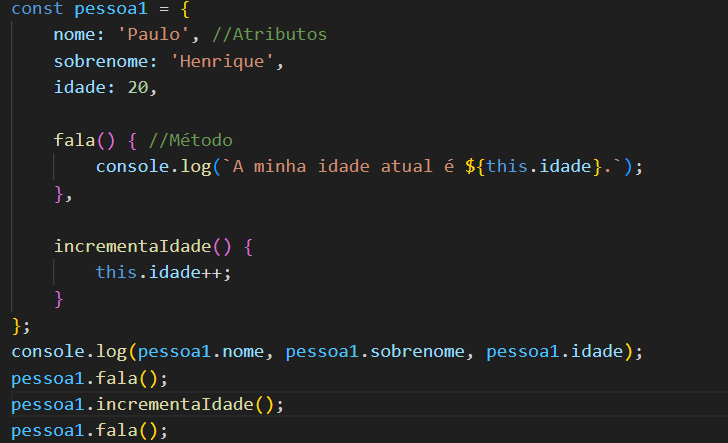 const pessoa1 = {
    nome: 'Paulo', //Atributos
    sobrenome: 'Henrique',
    idade: 20,

    fala() { //Método
        console.log(`A minha idade atual é ${this.idade}.`);
    },

    incrementaIdade() {
        this.idade++;
    }
};
console.log(pessoa1.nome, pessoa1.sobrenome, pessoa1.idade);
pessoa1.fala();
pessoa1.incrementaIdade();
pessoa1.fala();